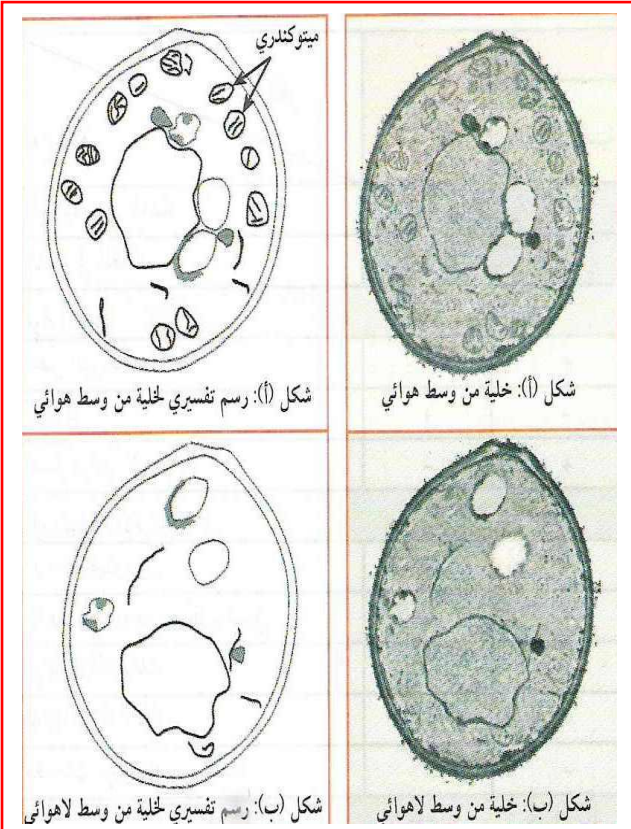 ميتوكندري
شكل (أ): خلية من وسط هوائي
شكل (أ): رسم تفسيري لخلية من وسط هوائي
شكل (ب): خلية من وسط لاهوائي
شكل (ب): رسم تفسيري لخلية من وسط لاهوائي